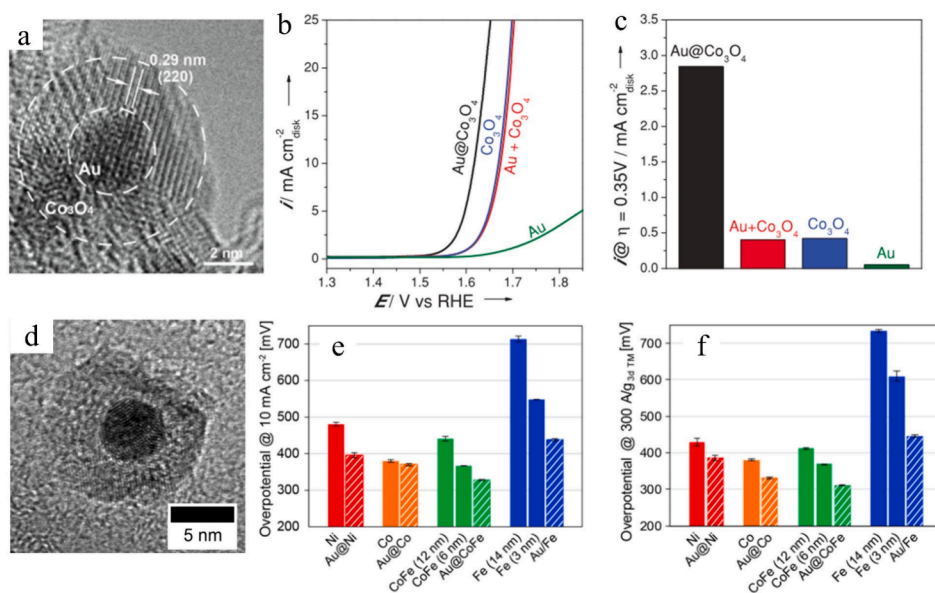 a
0.29 nm
(220)
Au
Co₃O₄
2 nm
b
i/ mA cm⁻²disk
25
20
15
10
5
0
Au@Co₃O₄
Co₃O₄
Au + Co₃O₄
Au
1.3 1.4 1.5 1.6 1.7 1.8
E/ V vs RHE
c
i@ η = 0.35V / mA cm⁻²disk
3.5
3.0
2.5
2.0
1.5
1.0
0.5
0.0
Au@Co₃O₄
Au+Co₃O₄
Co₃O₄
Au
d
5 nm
e
Overpotential @ 10 mA cm⁻² [mV]
700
600
500
400
300
200
Ni
Au@Ni
Co
Au@Co
CoFe (12 nm)
CoFe (6 nm)
Au@CoFe
Fe (14 nm)
Fe (3 nm)
Au/Fe
f
Overpotential @ 300 A/g3d TM [mV]
700
600
500
400
300
200
Ni
Au@Ni
Co
Au@Co
CoFe (12 nm)
CoFe (6 nm)
Au@CoFe
Fe (14 nm)
Fe (3 nm)
Au/Fe